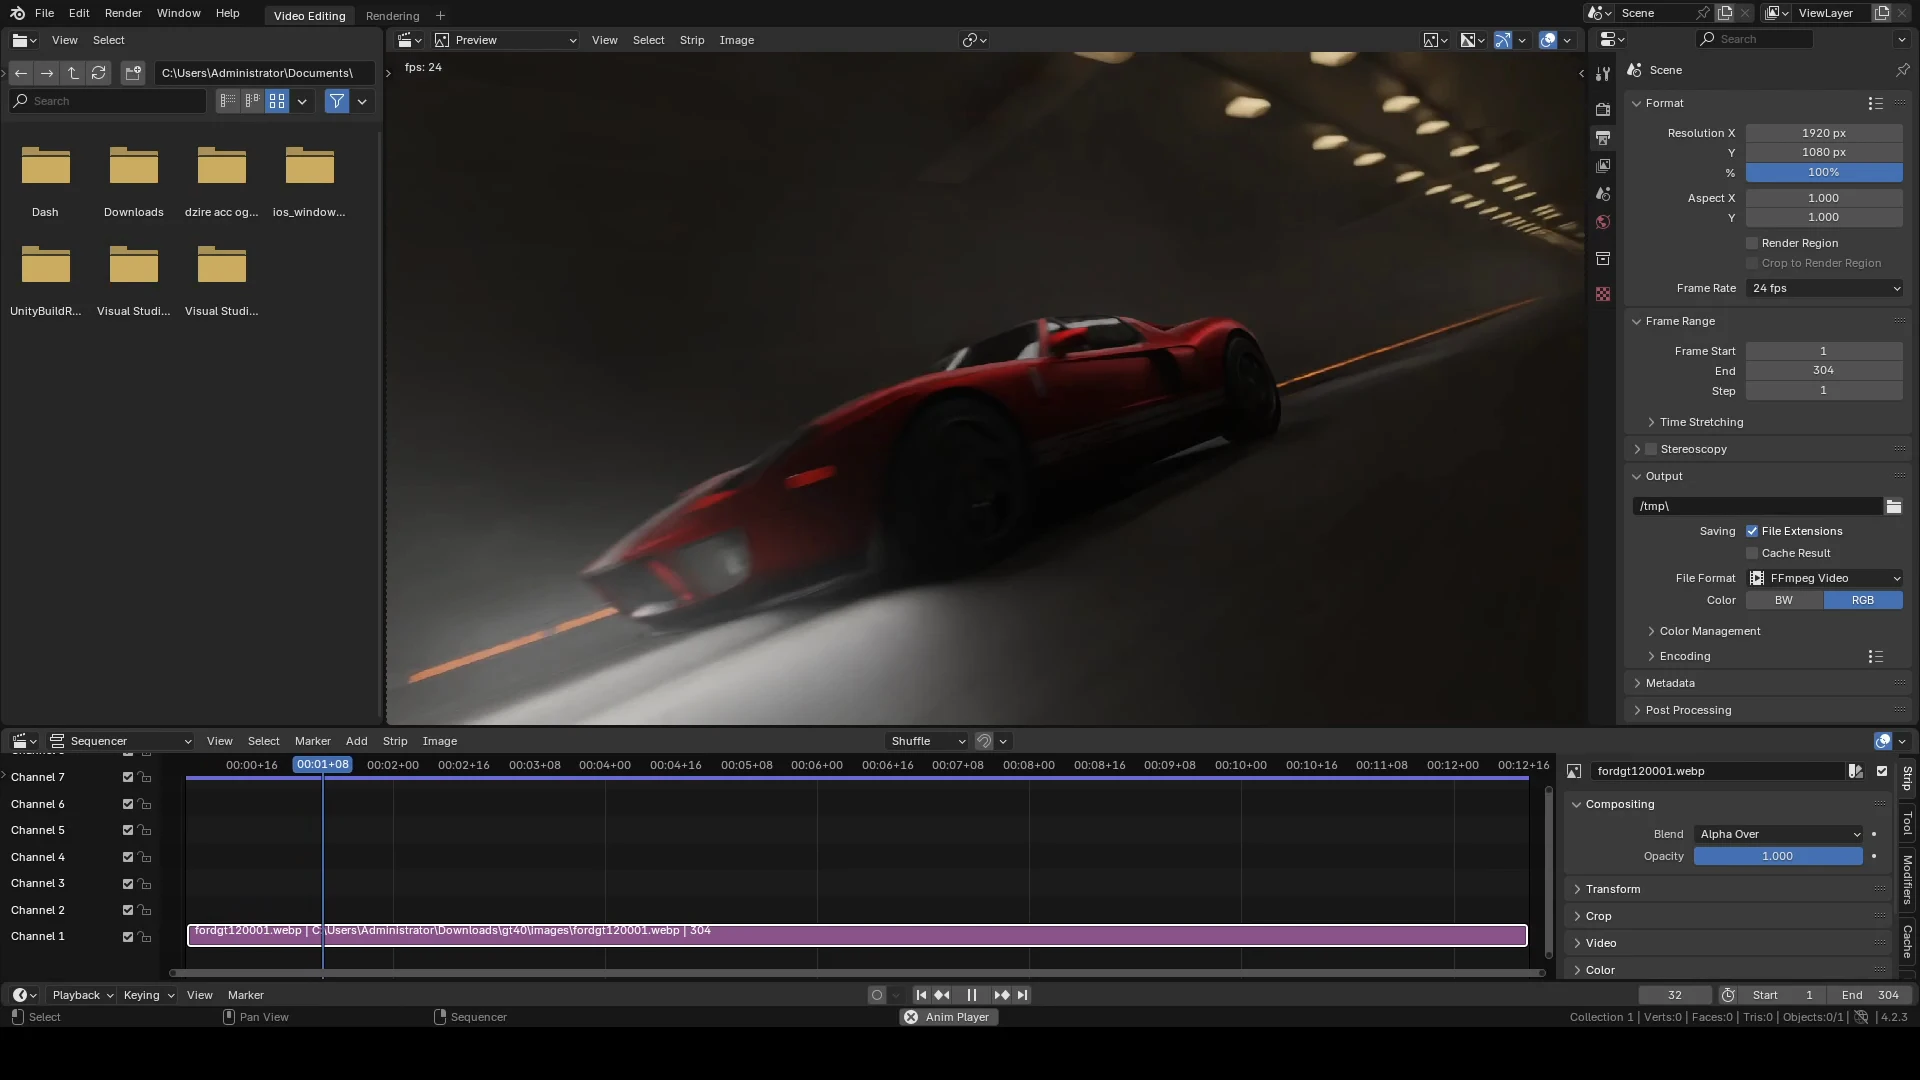 File Edit Render Window Help Video Editing Rendering + Scene ViewLayer
View Select
Preview View Select Strip Image
Search
C:\Users\Administrator\Documents\
Search
fps: 24
Scene
Format
Resolution X 1920 px
Y 1080 px
% 100%
Aspect X 1.000
Y 1.000
Render Region
Crop to Render Region
Frame Rate 24 fps
Frame Range
Frame Start 1
End 304
Step 1
Time Stretching
Stereoscopy
Output
/tmp\
Saving File Extensions
Cache Result
File Format FFmpeg Video
Color BW RGB
Color Management
Encoding
Metadata
Post Processing
Dash Downloads dzire acc og... ios_window...
UnityBuildR... Visual Studi... Visual Studi...
Sequencer View Select Marker Add Strip Image Shuffle
00:00+16 00:01+08 00:02+00 00:02+16 00:03+08 00:04+00 00:04+16 00:05+08 00:06+00 00:06+16 00:07+08 00:08+00 00:08+16 00:09+08 00:10+00 00:10+16 00:11+08 00:12+00 00:12+16
Channel 7
Channel 6
Channel 5
Channel 4
Channel 3
Channel 2
Channel 1
fordgt120001.webp | C:\Users\Administrator\Downloads\gt40\images\fordgt120001.webp | 304
fordgt120001.webp
Compositing
Blend Alpha Over
Opacity 1.000
Transform
Crop
Video
Color
Strip
Tool
Modifiers
Cache
Playback Keying View Marker 32 Start 1 End 304
Select Pan View Sequencer Anim Player Collection 1 | Verts:0 | Faces:0 | Tris:0 | Objects:0/1 | 4.2.3